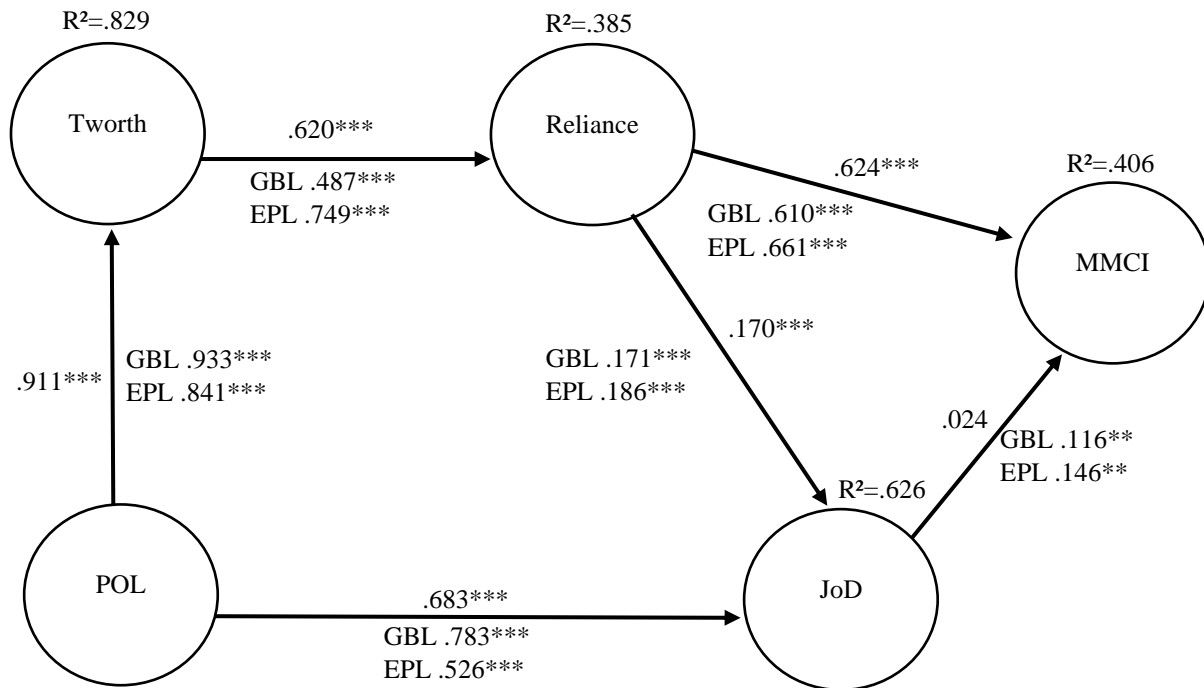 R²=.829
R²=.385
Tworth
.620***
Reliance
GBL .487***
EPL .749***
.624***
R²=.406
GBL .610***
EPL .661***
MMCI
.911***
GBL .933***
EPL .841***
.170***
GBL .171***
EPL .186***
.024
GBL .116**
EPL .146**
R²=.626
POL
JoD
.683***
GBL .783***
EPL .526***